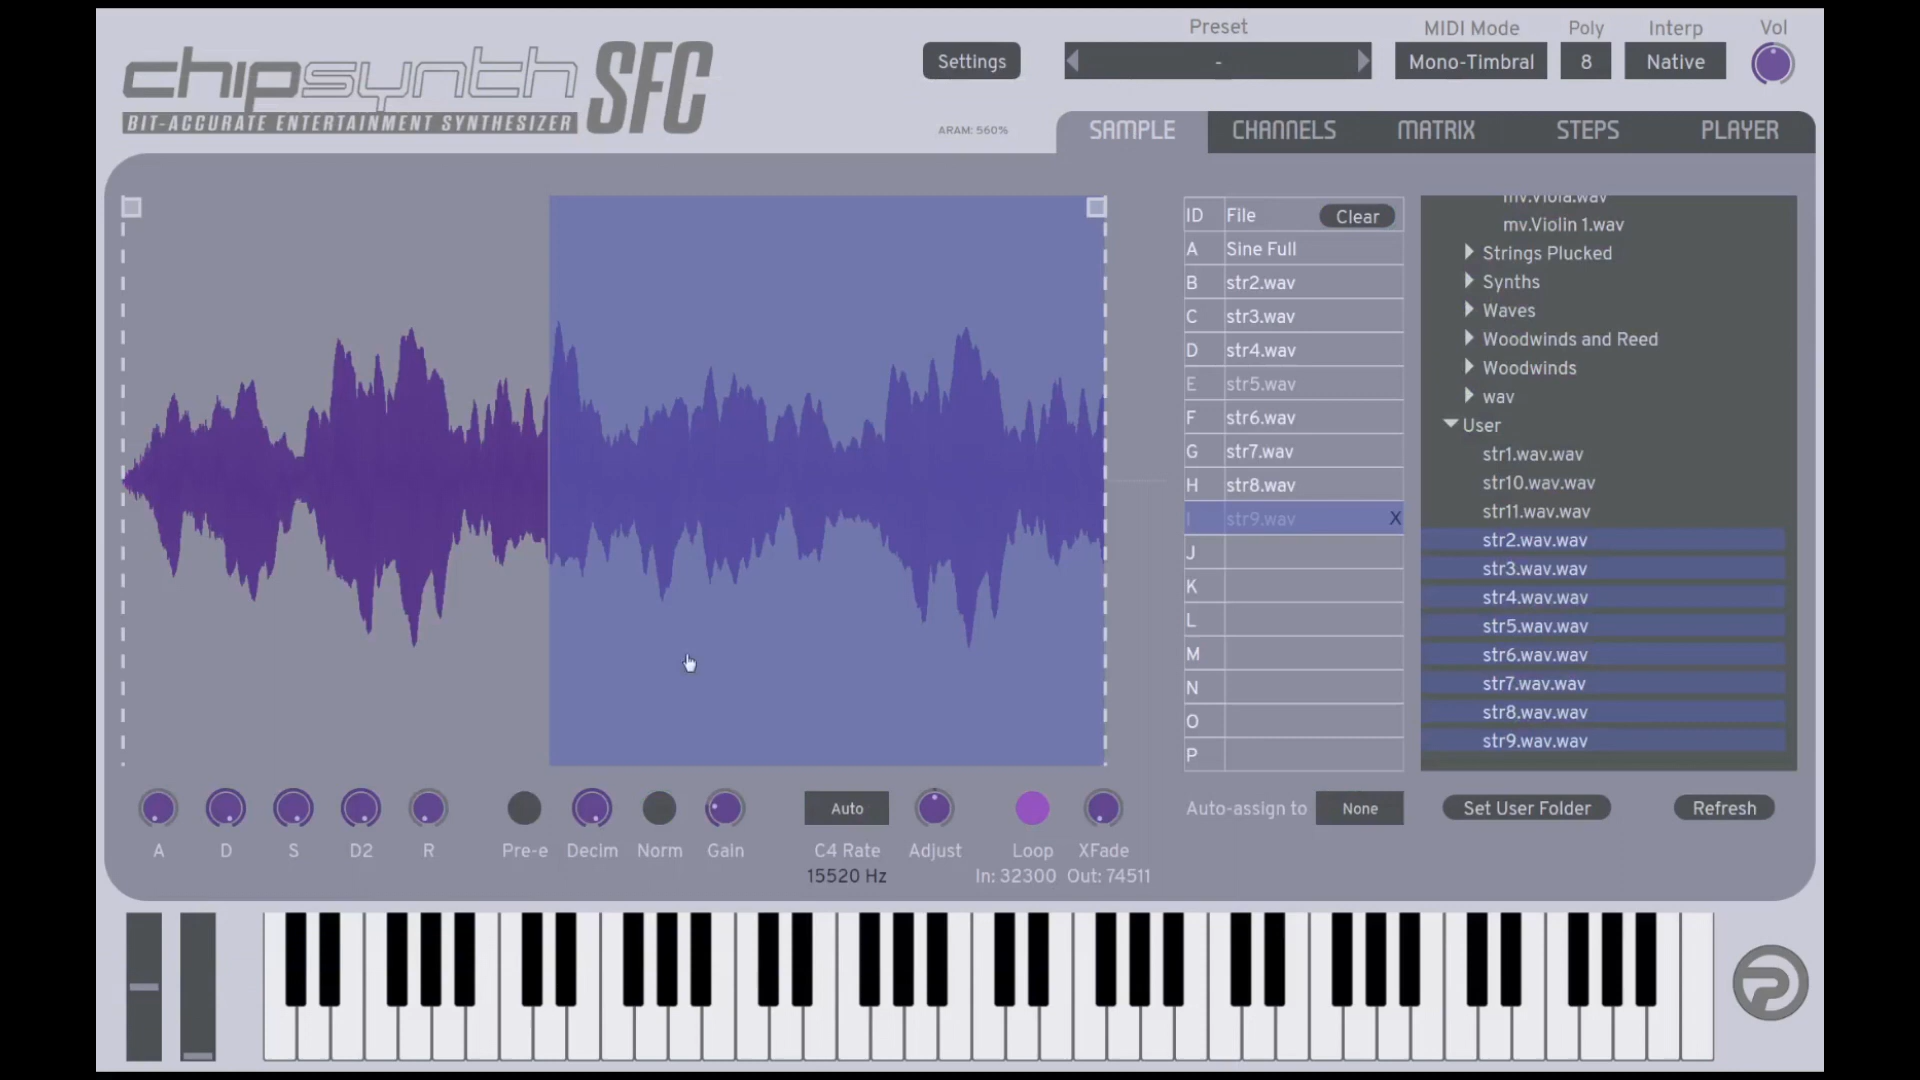 chipsynth SFC
BIT-ACCURATE ENTERTAINMENT SYNTHESIZER
ARAM: 560%
Settings
Preset
-
MIDI Mode
Mono-Timbral
Poly
8
Interp
Native
Vol
SAMPLE
CHANNELS
MATRIX
STEPS
PLAYER
ID File Clear
A Sine Full
B str2.wav
C str3.wav
D str4.wav
E str5.wav
F str6.wav
G str7.wav
H str8.wav
I str9.wav X
J
K
L
M
N
O
P
mv.Viola.wav
mv.Violin 1.wav
Strings Plucked
Synths
Waves
Woodwinds and Reed
Woodwinds
wav
User
str1.wav.wav
str10.wav.wav
str11.wav.wav
str2.wav.wav
str3.wav.wav
str4.wav.wav
str5.wav.wav
str6.wav.wav
str7.wav.wav
str8.wav.wav
str9.wav.wav
A
D
S
D2
R
Pre-e
Decim
Norm
Gain
Auto
C4 Rate
15520 Hz
Adjust
Loop
In: 32300
XFade
Out: 74511
Auto-assign to
None
Set User Folder
Refresh